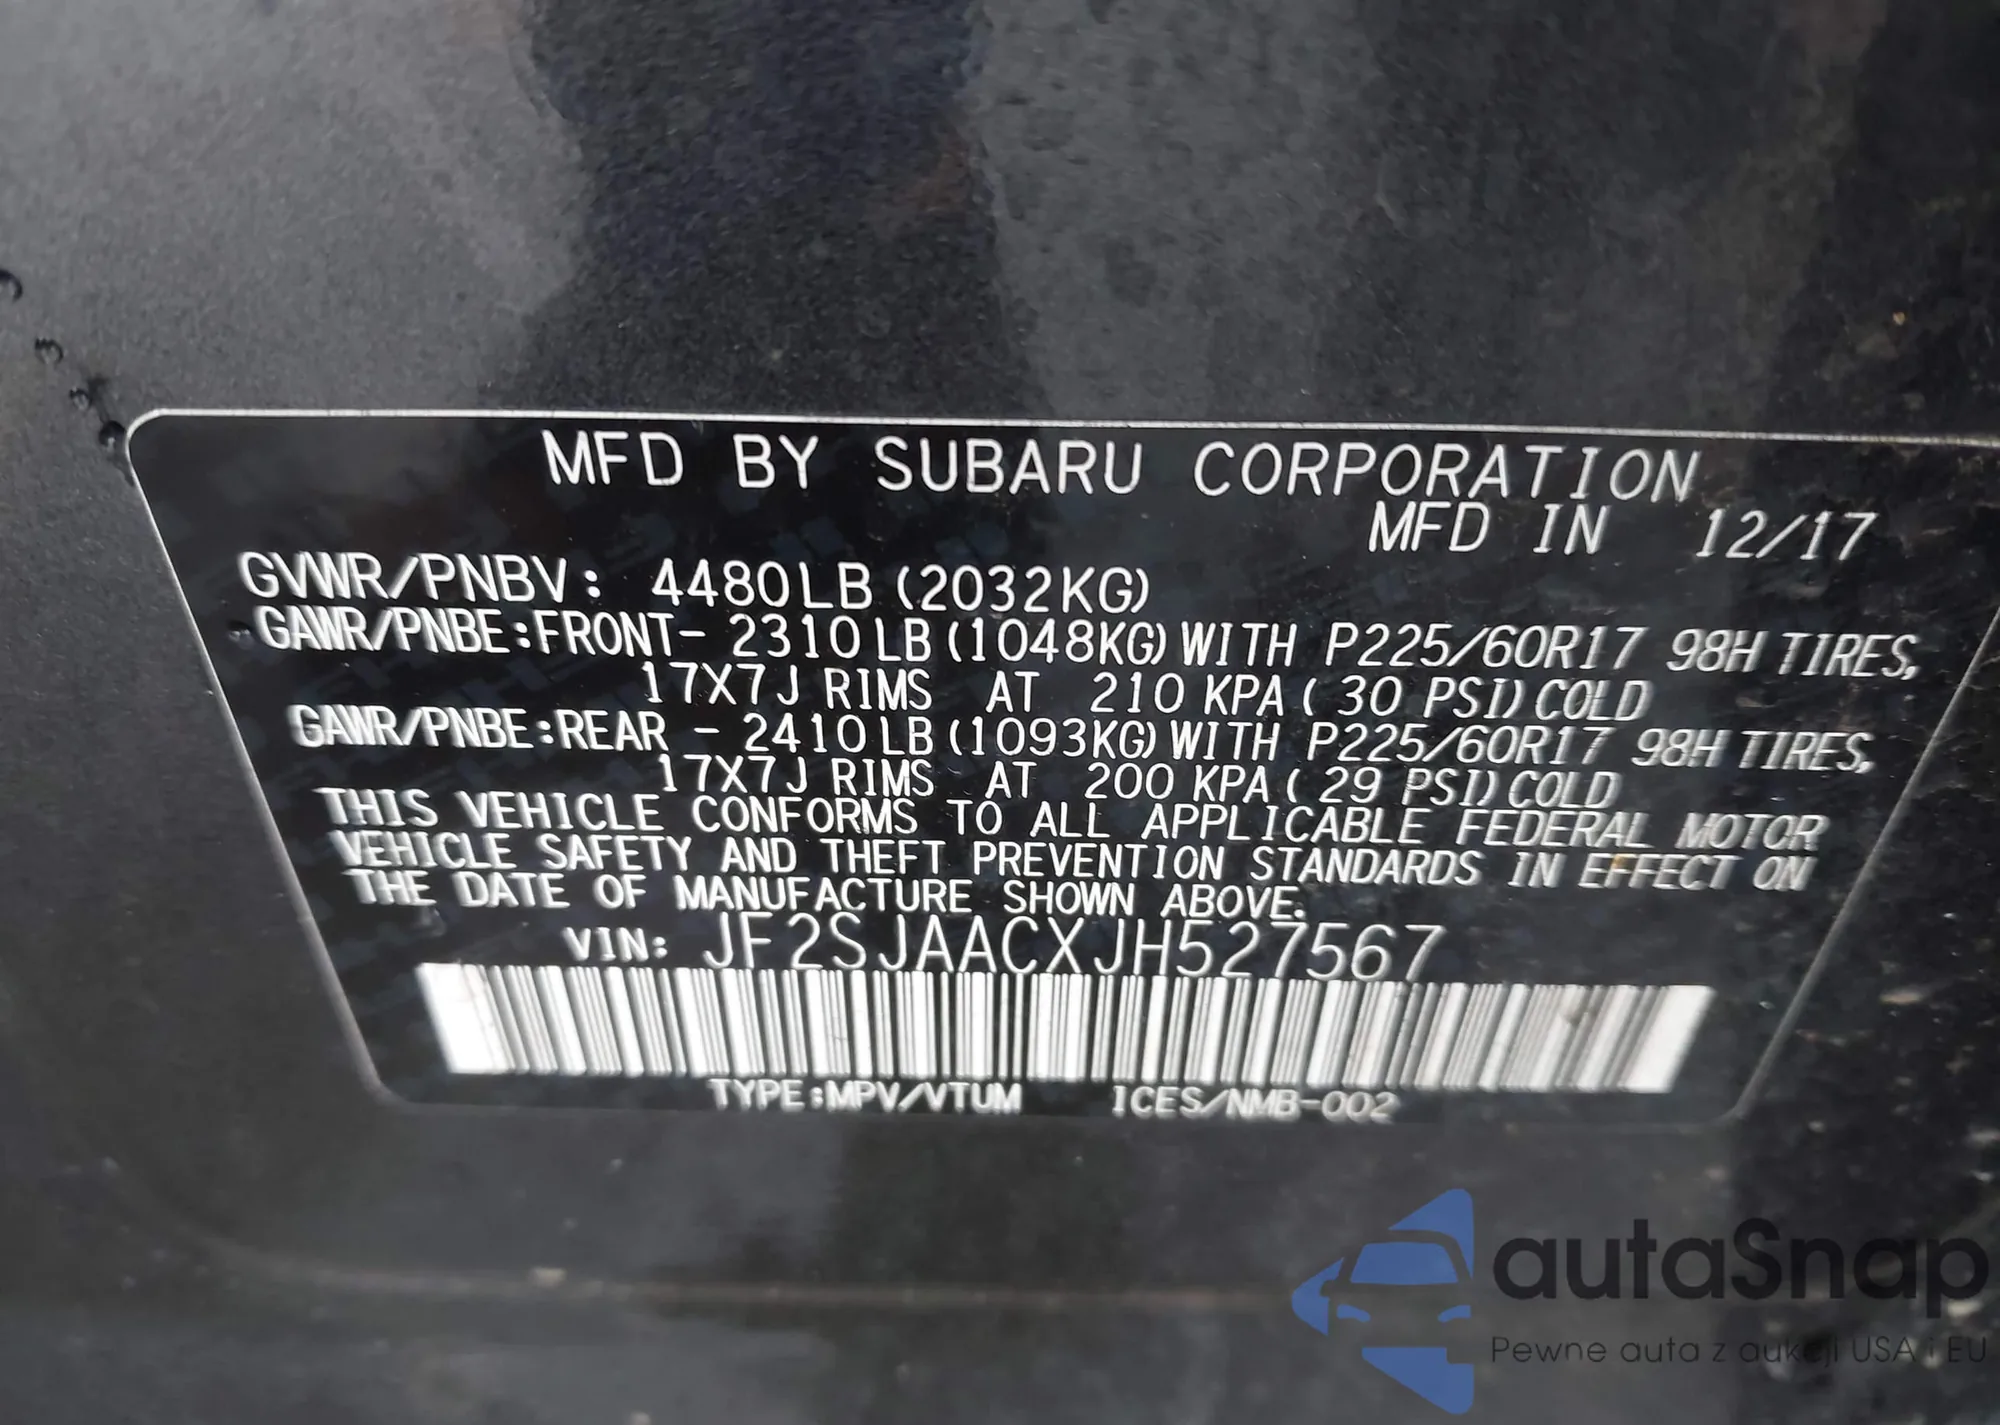 MFD BY SUBARU CORPORATION
MFD IN 12/17
GVWR/PNBV: 4480LB (2032KG)
GAWR/PNBE:FRONT- 2310LB (1048KG) WITH P225/60R17 98H TIRES,
17X7J RIMS AT 210 KPA ( 30 PSI) COLD
GAWR/PNBE:REAR - 2410LB (1093KG) WITH P225/60R17 98H TIRES,
17X7J RIMS AT 200 KPA ( 29 PSI) COLD
THIS VEHICLE CONFORMS TO ALL APPLICABLE FEDERAL MOTOR
VEHICLE SAFETY AND THEFT PREVENTION STANDARDS IN EFFECT ON
THE DATE OF MANUFACTURE SHOWN ABOVE.
VIN: JF2SJAACXJH527567
TYPE:MPV/VTUM ICES/NMB-002
autaSnap
Pewne auta z aukcji USA i EU